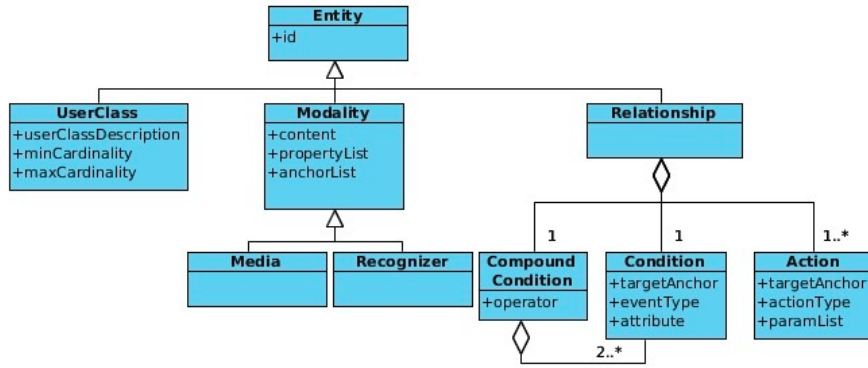 Entity
+id
UserClass
+userClassDescription
+minCardinality
+maxCardinality
Modality
+content
+propertyList
+anchorList
Relationship
Media
Recognizer
1
1
1..*
Compound
Condition
+operator
Condition
+targetAnchor
+eventType
+attribute
Action
+targetAnchor
+actionType
+paramList
2..*